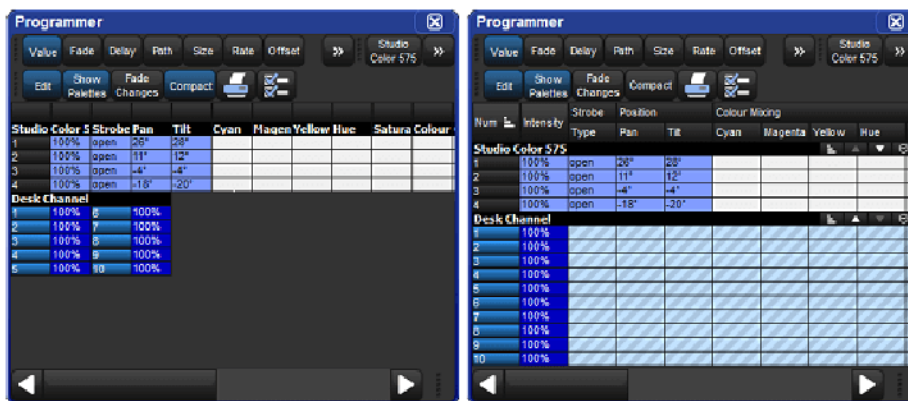 Programmer
Value Fade Delay Path Size Rate Offset » Studio Color 575 »
Edit Show Palettes Fade Changes Compact
Studio Color 5 Strobe Pan Tilt Cyan Magen Yellow Hue Satura Colour
1 100% open 26° 28°
2 100% open 11° 12°
3 100% open -4° -4°
4 100% open -18° -20°
Desk Channel
1 100% 6 100%
2 100% 7 100%
3 100% 8 100%
4 100% 9 100%
5 100% 10 100%
Programmer
Value Fade Delay Path Size Rate Offset » Studio Color 575 »
Edit Show Palettes Fade Changes Compact
Num Intensity Strobe Position Colour Mixing
Type Pan Tilt Cyan Magenta Yellow Hue
Studio Color 575
1 100% open 26° 28°
2 100% open 11° 12°
3 100% open -4° -4°
4 100% open -18° -20°
Desk Channel
1 100%
2 100%
3 100%
4 100%
5 100%
6 100%
7 100%
8 100%
9 100%
10 100%